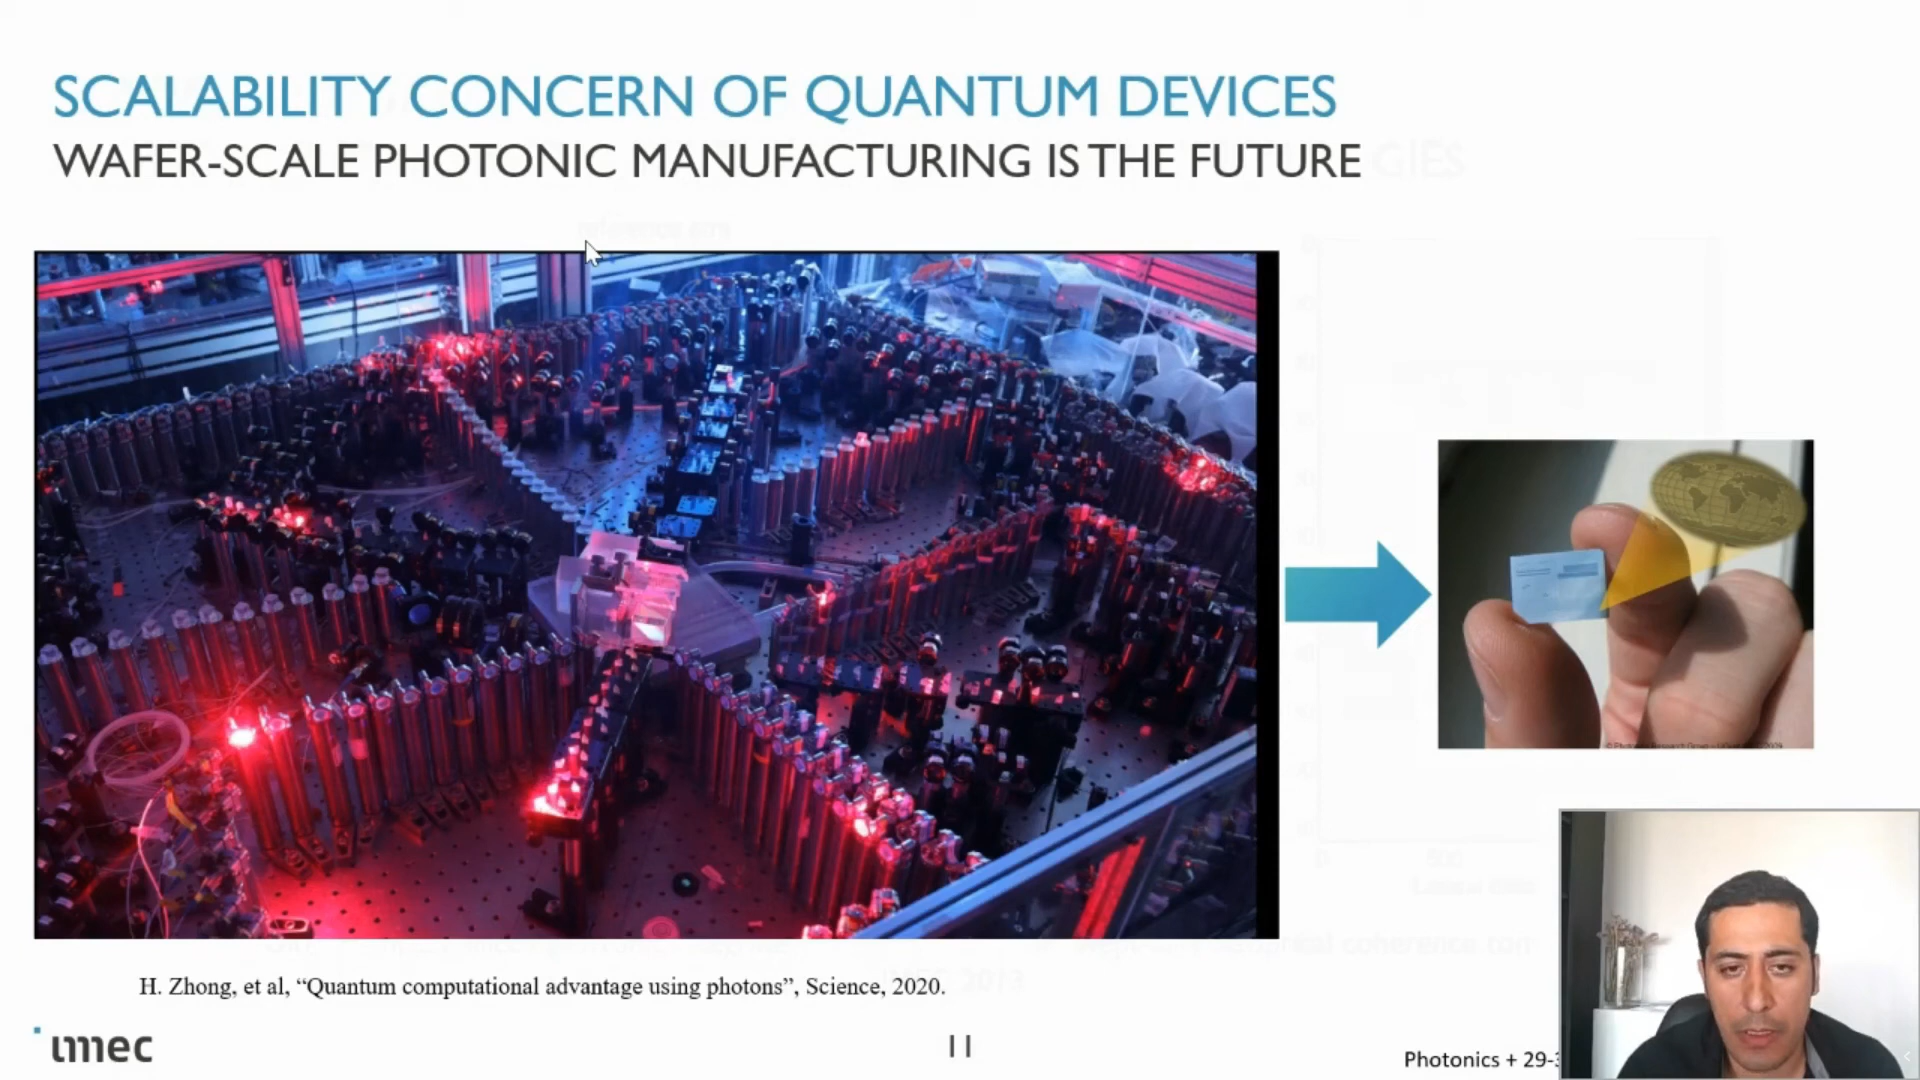 SCALABILITY CONCERN OF QUANTUM DEVICES
WAFER-SCALE PHOTONIC MANUFACTURING IS THE FUTURE
H. Zhong, et al, “Quantum computational advantage using photons”, Science, 2020.
imec
11
Photonics + 29-3